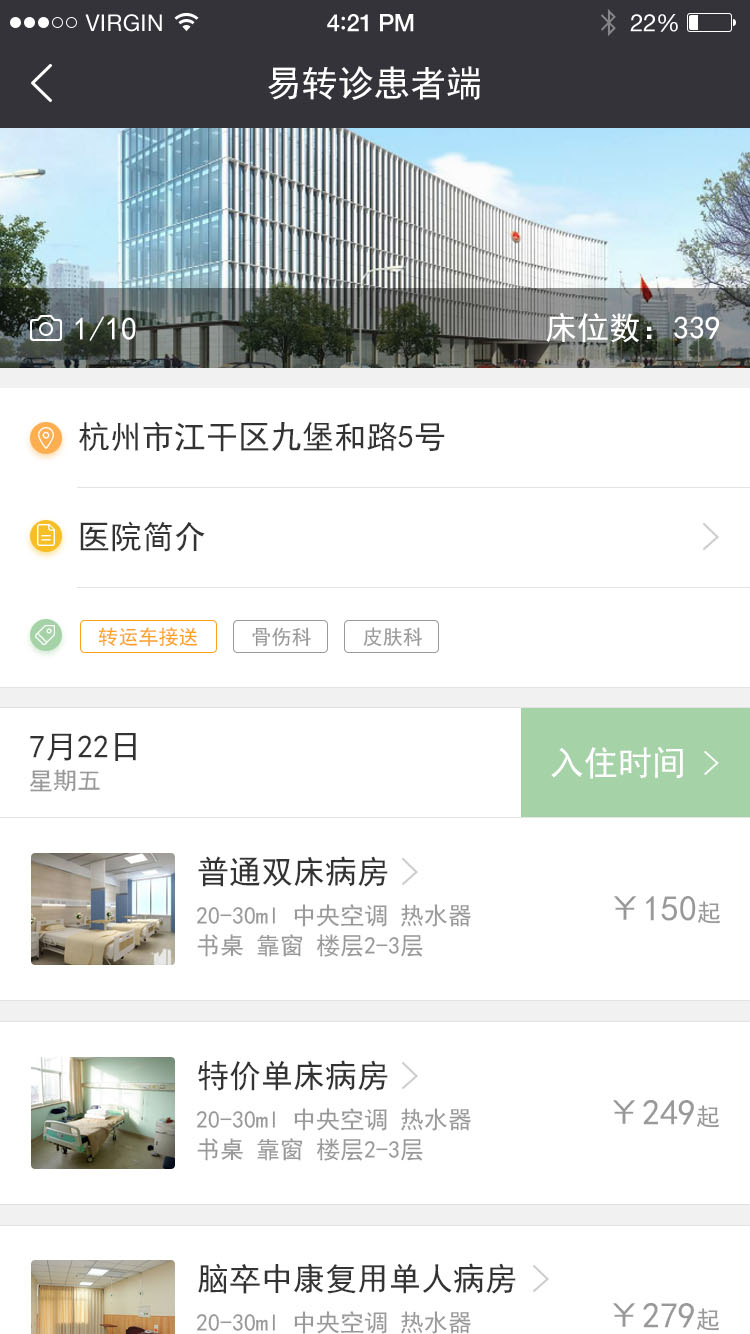 VIRGIN 4:21 PM 22%
易转诊患者端
1/10 床位数：339
杭州市江干区九堡和路5号
医院简介
转运车接送 骨伤科 皮肤科
7月22日
星期五
入住时间
普通双床病房
20-30ml 中央空调 热水器
书桌 靠窗 楼层2-3层
￥150起
特价单床病房
20-30ml 中央空调 热水器
书桌 靠窗 楼层2-3层
￥249起
脑卒中康复用单人病房
20-30ml 中央空调 热水器
￥279起